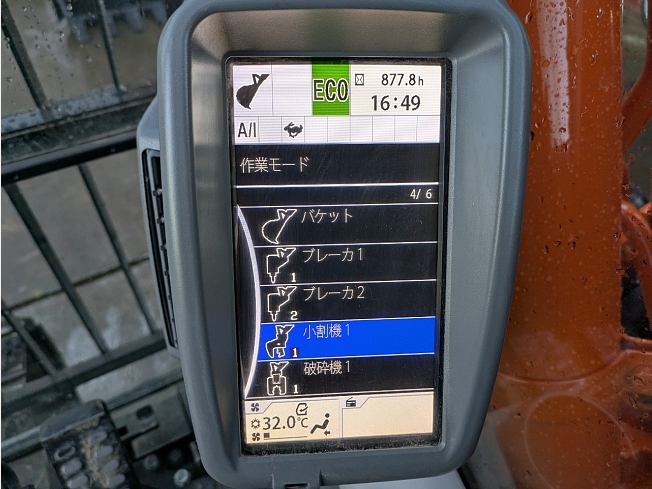 ECO 877.8h
16:49
A/I
作業モード
4/6
バケット
ブレーカ1
1
ブレーカ2
2
小割機1
1
破砕機1
1
32.0℃